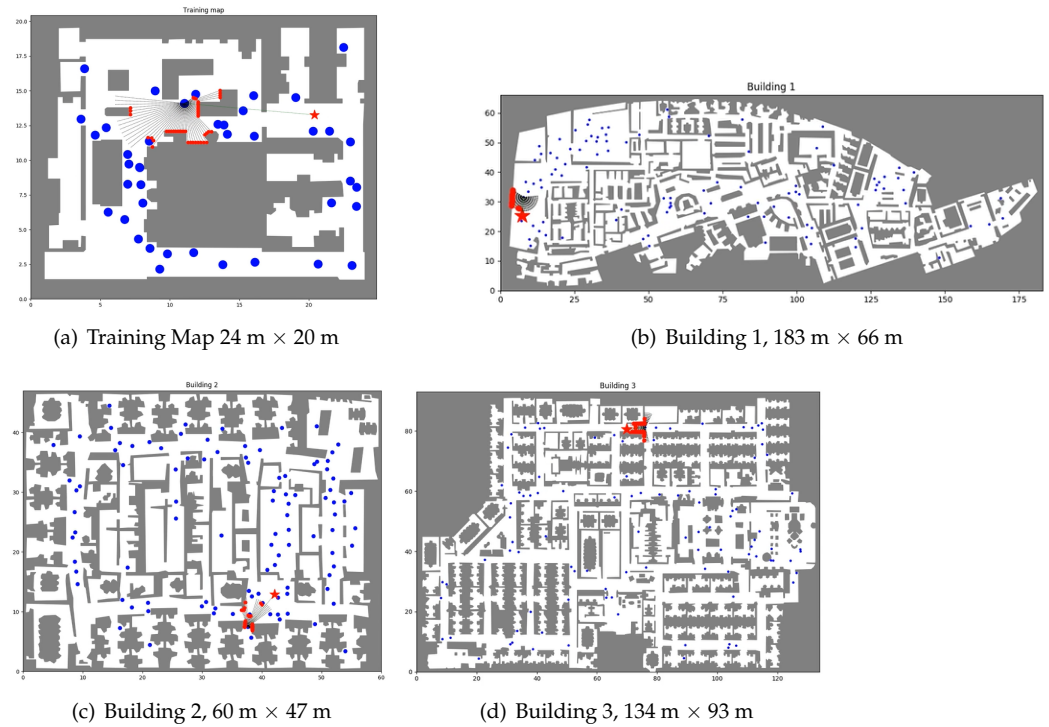 Training map
20.0
17.5
15.0
12.5
10.0
7.5
5.0
2.5
0.0
0 5 10 15 20
(a) Training Map 24 m × 20 m
Building 1
60
50
40
30
20
10
0
0 25 50 75 100 125 150 175
(b) Building 1, 183 m × 66 m
Building 2
40
30
20
10
0
0 10 20 30 40 50 60
(c) Building 2, 60 m × 47 m
Building 3
80
60
40
20
0
0 20 40 60 80 100 120
(d) Building 3, 134 m × 93 m